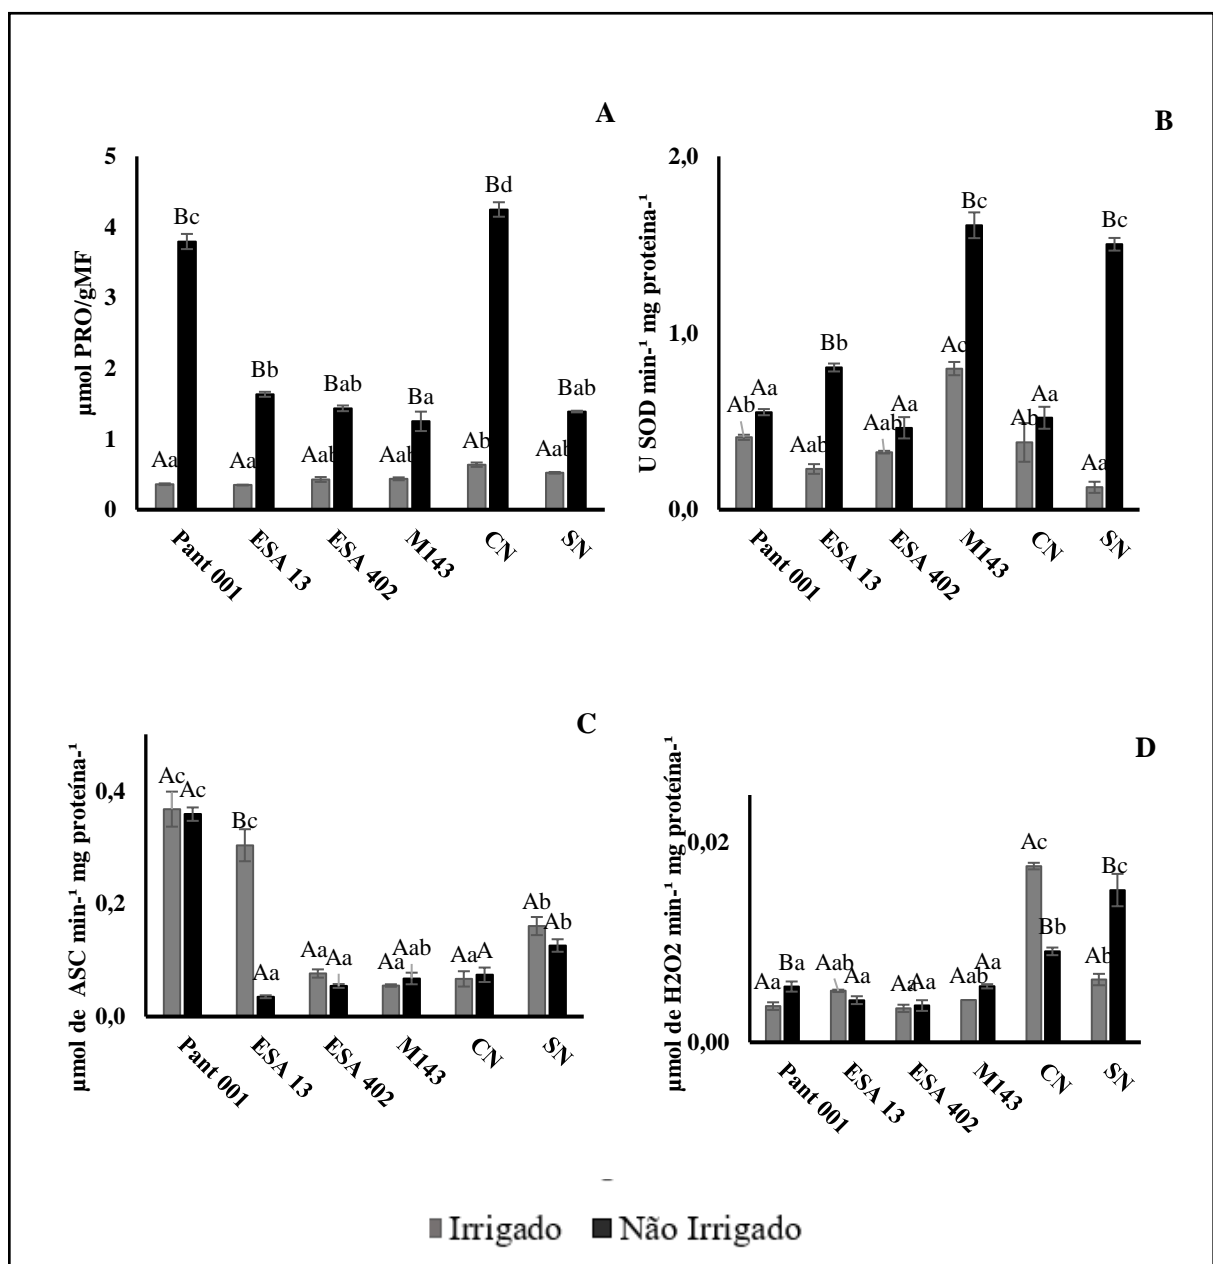 A
µmol PRO/gMF
5
4
3
2
1
0
Aa
Bc
Aa
Bb
Aab
Bab
Aab
Ba
Ab
Bd
Aab
Bab
Pant 001
ESA 13
ESA 402
M143
CN
SN
B
U SOD min-¹ mg proteina-¹
2,0
1,0
0,0
Ab
Aa
Aab
Bb
Aab
Aa
Ac
Bc
Ab
Aa
Aa
Bc
Pant 001
ESA 13
ESA 402
M143
CN
SN
C
µmol de ASC min-¹ mg proteína-¹
0,4
0,2
0,0
Ac
Ac
Bc
Aa
Aa
Aa
Aa
Aab
Aa
A
Ab
Ab
Pant 001
ESA 13
ESA 402
M143
CN
SN
D
µmol de H2O2 min-¹ mg proteína-¹
0,02
0,00
Aa
Ba
Aab
Aa
Aa
Aa
Aab
Aa
Ac
Bb
Ab
Bc
Pant 001
ESA 13
ESA 402
M143
CN
SN
Irrigado
Não Irrigado